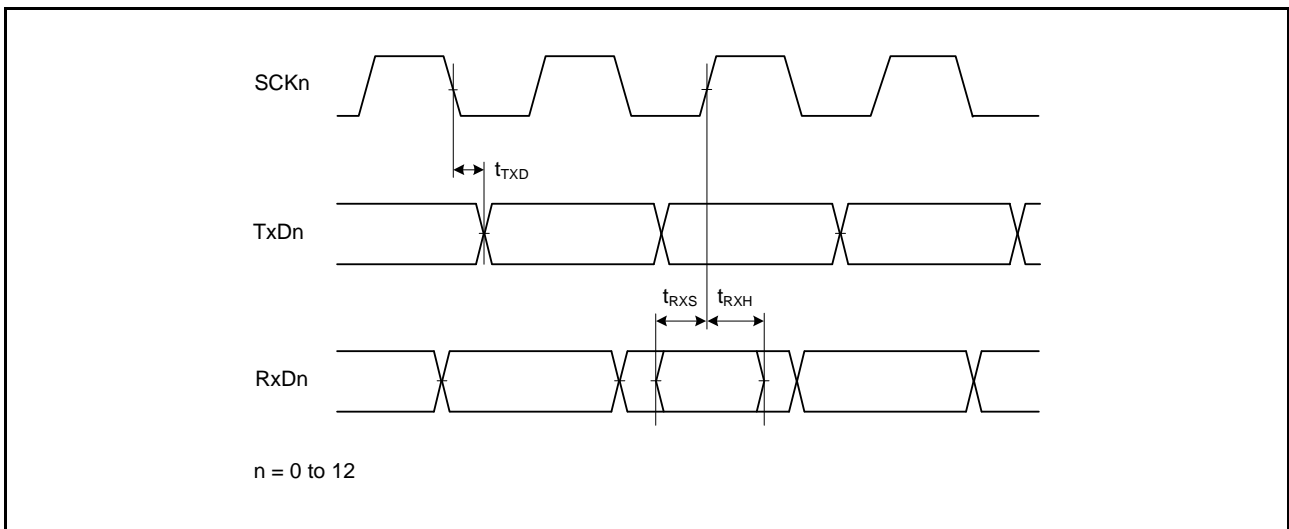 SCKn
tTXD
TxDn
tRXS tRXH
RxDn
n = 0 to 12